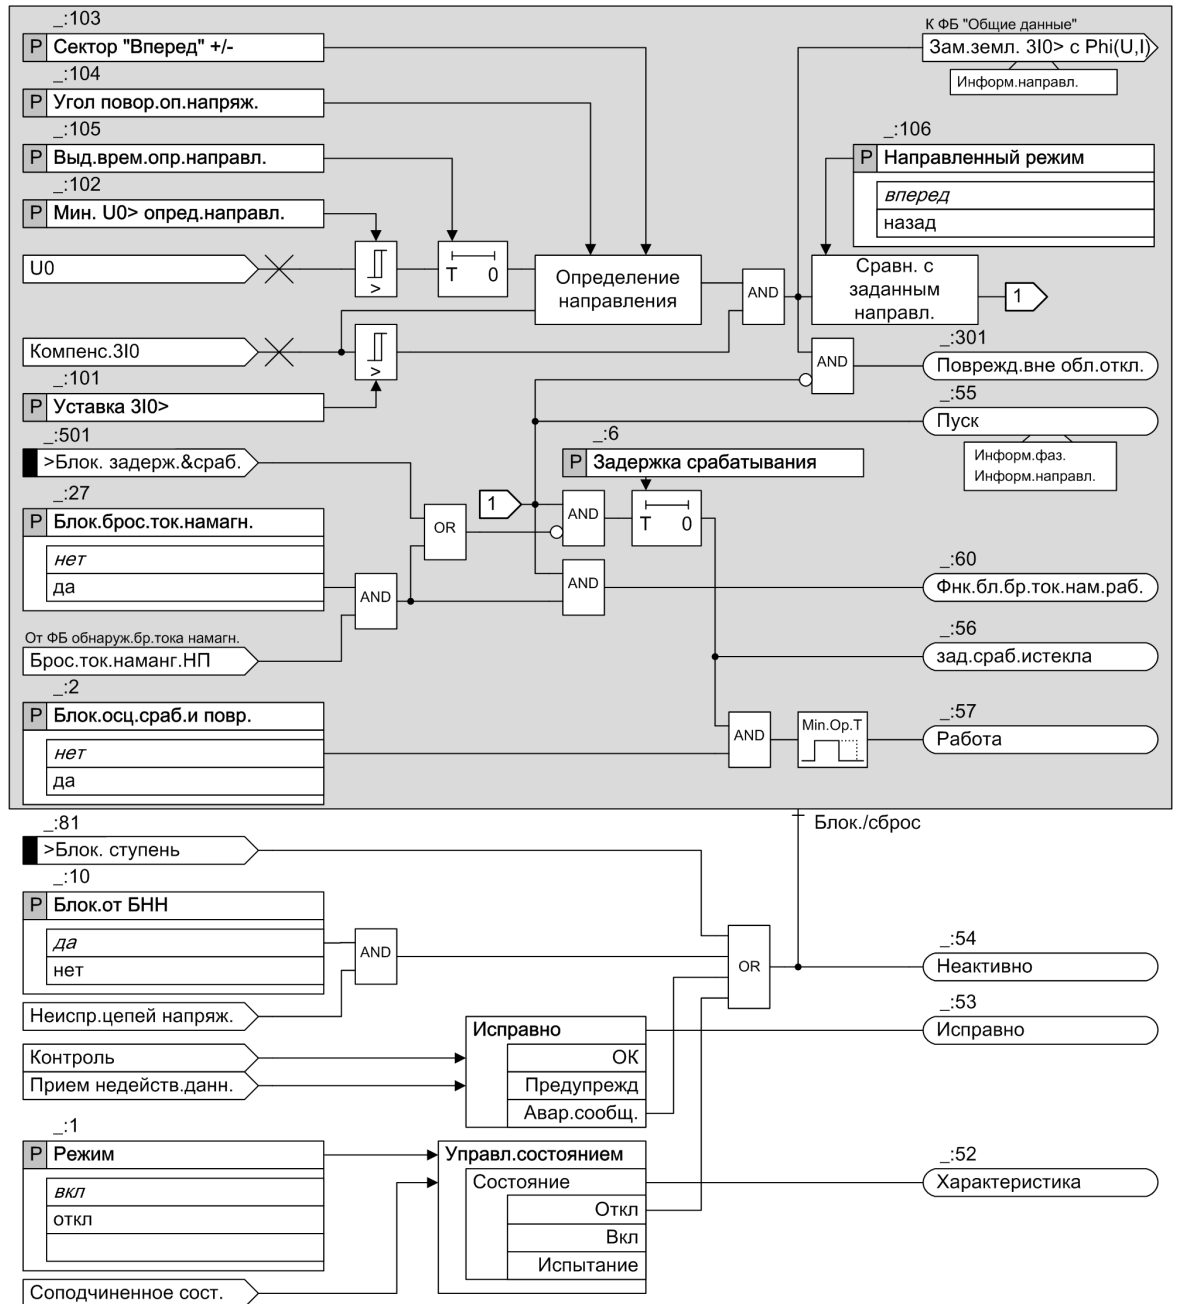 _:103
P Сектор "Вперед" +/-
_:104
P Угол повор.оп.напряж.
_:105
P Выд.врем.опр.направл.
_:102
P Мин. U0> опред.направл.
U0
>
T 0
Определение
направления
AND
К ФБ "Общие данные"
Зам.земл. 3I0> с Phi(U,I)
Информ.направл.
_:106
P Направленный режим
вперед
назад
Сравн. с
заданным
направл.
1
Компенс.3I0
>
_:101
P Уставка 3I0>
AND
_:301
Поврежд.вне обл.откл.
_:55
Пуск
Информ.фаз.
Информ.направл.
_:501
>Блок. задерж.&сраб.
_:27
P Блок.брос.ток.намагн.
нет
да
OR
1
_:6
P Задержка срабатывания
AND
T 0
AND
AND
_:60
Фнк.бл.бр.ток.нам.раб.
От ФБ обнаруж.бр.тока намагн.
Брос.ток.наманг.НП
_:56
зад.сраб.истекла
_:2
P Блок.осц.сраб.и повр.
нет
да
AND
Min.Op.T
_:57
Работа
Блок./сброс
_:81
>Блок. ступень
_:10
P Блок.от БНН
да
нет
AND
Неиспр.цепей напряж.
OR
_:54
Неактивно
_:53
Исправно
Контроль
Прием недейств.данн.
Исправно
ОК
Предупрежд
Авар.сообщ.
_:1
P Режим
вкл
откл
Соподчиненное сост.
Управл.состоянием
Состояние
Откл
Вкл
Испытание
_:52
Характеристика